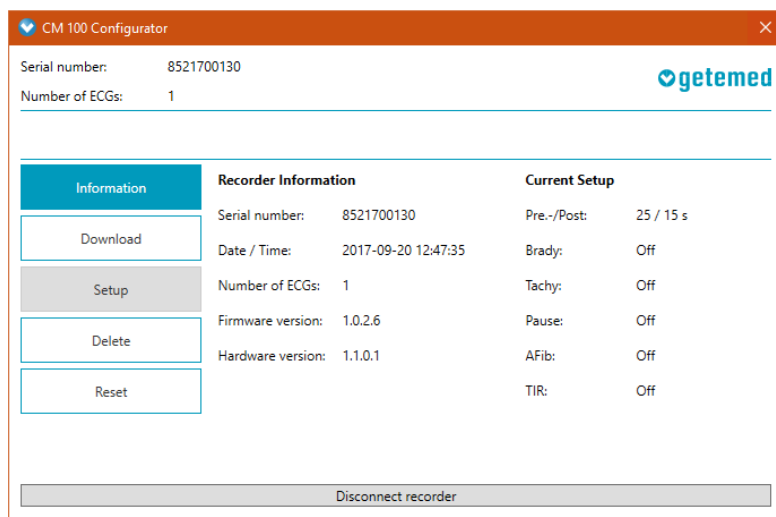 CM 100 Configurator
Serial number: 8521700130
Number of ECGs: 1
getemed
Information
Download
Setup
Delete
Reset
Recorder Information
Serial number: 8521700130
Date / Time: 2017-09-20 12:47:35
Number of ECGs: 1
Firmware version: 1.0.2.6
Hardware version: 1.1.0.1
Current Setup
Pre.-/Post: 25 / 15 s
Brady: Off
Tachy: Off
Pause: Off
AFib: Off
TIR: Off
Disconnect recorder